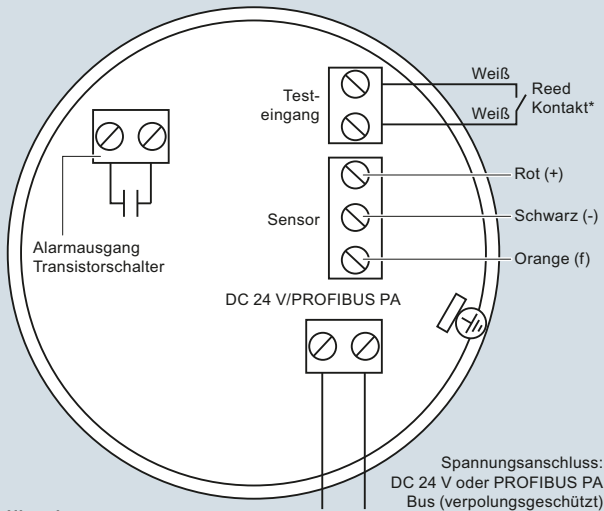 Weiß
Reed
Kontakt*
Weiß
Test-
eingang
Rot (+)
Sensor
Schwarz (-)
Orange (f)
Alarmausgang
Transistorschalter
DC 24 V/PROFIBUS PA
Spannungsanschluss:
DC 24 V oder PROFIBUS PA
Bus (verpolungsgeschützt)